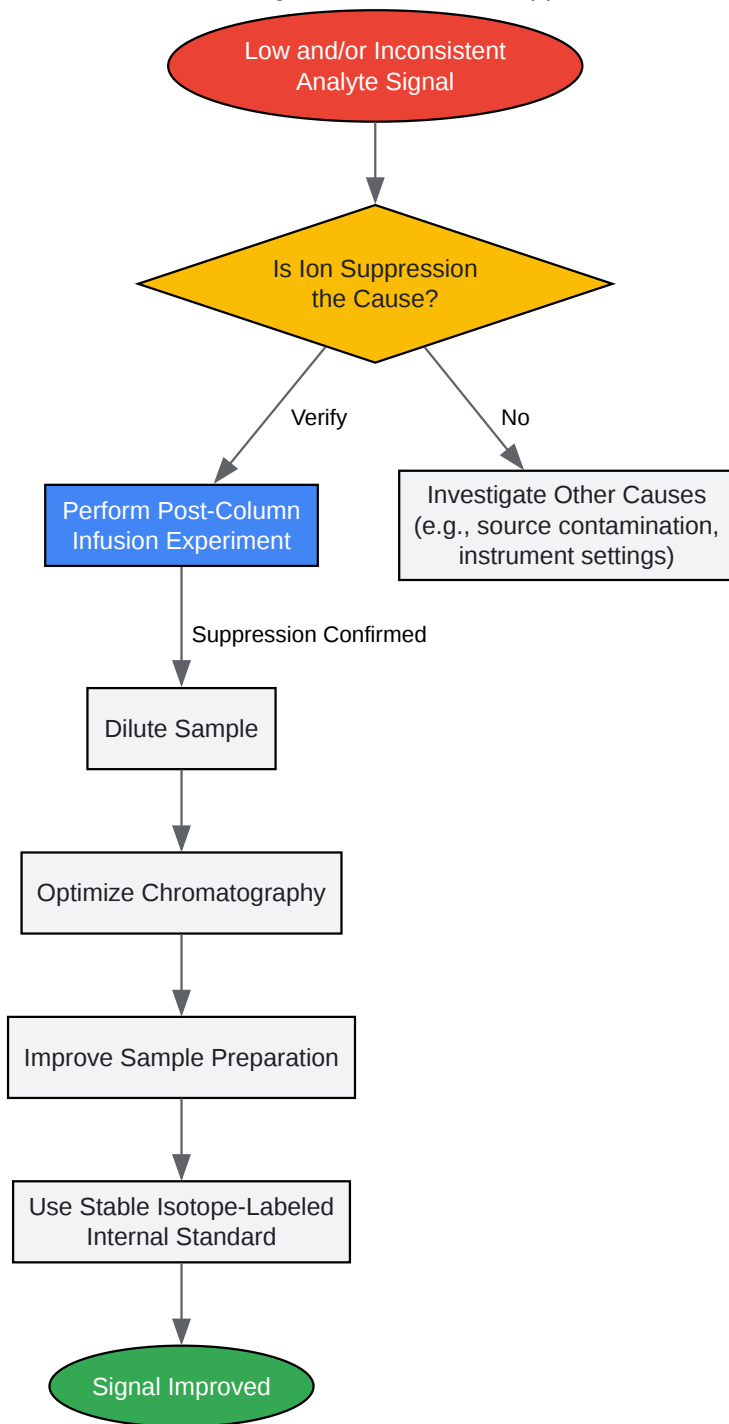 Low and/or Inconsistent
Analyte Signal
Is Ion Suppression
the Cause?
Verify
No
Perform Post-Column
Infusion Experiment
Investigate Other Causes
(e.g., source contamination,
instrument settings)
Suppression Confirmed
Dilute Sample
Optimize Chromatography
Improve Sample Preparation
Use Stable Isotope-Labeled
Internal Standard
Signal Improved